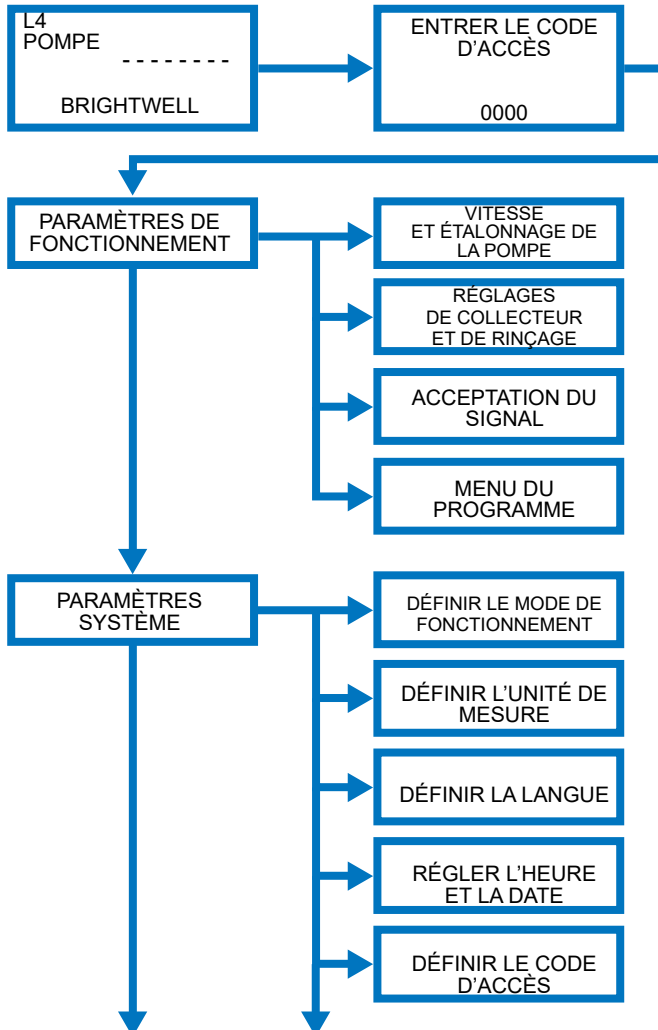 L4
POMPE
- - - - - - - -
BRIGHTWELL
ENTRER LE CODE
D'ACCÈS
0000
PARAMÈTRES DE
FONCTIONNEMENT
VITESSE
ET ÉTALONNAGE DE
LA POMPE
RÉGLAGES
DE COLLECTEUR
ET DE RINÇAGE
ACCEPTATION DU
SIGNAL
MENU DU
PROGRAMME
PARAMÈTRES
SYSTÈME
DÉFINIR LE MODE DE
FONCTIONNEMENT
DÉFINIR L'UNITÉ DE
MESURE
DÉFINIR LA LANGUE
RÉGLER L'HEURE
ET LA DATE
DÉFINIR LE CODE
D'ACCÈS